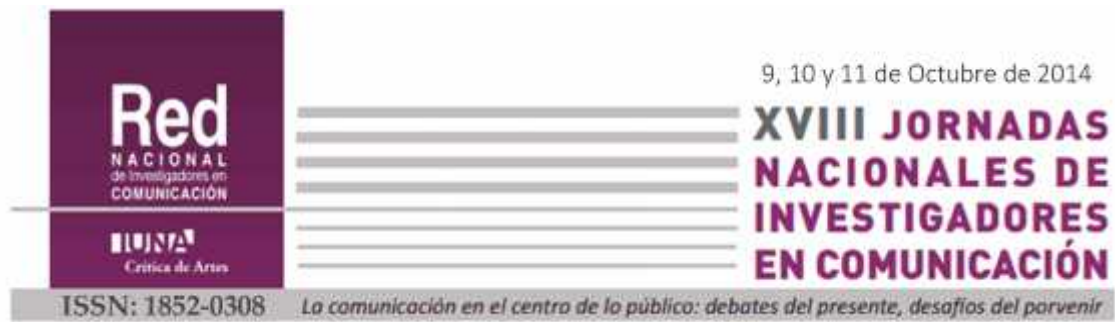 9, 10 y 11 de Octubre de 2014
Red
NACIONAL
de Investigadores en
COMUNICACIÓN
XVIII JORNADAS
NACIONALES DE
INVESTIGADORES
EN COMUNICACIÓN
IUNA
Crítica de Artes
ISSN: 1852-0308 La comunicación en el centro de lo público: debates del presente, desafíos del porvenir